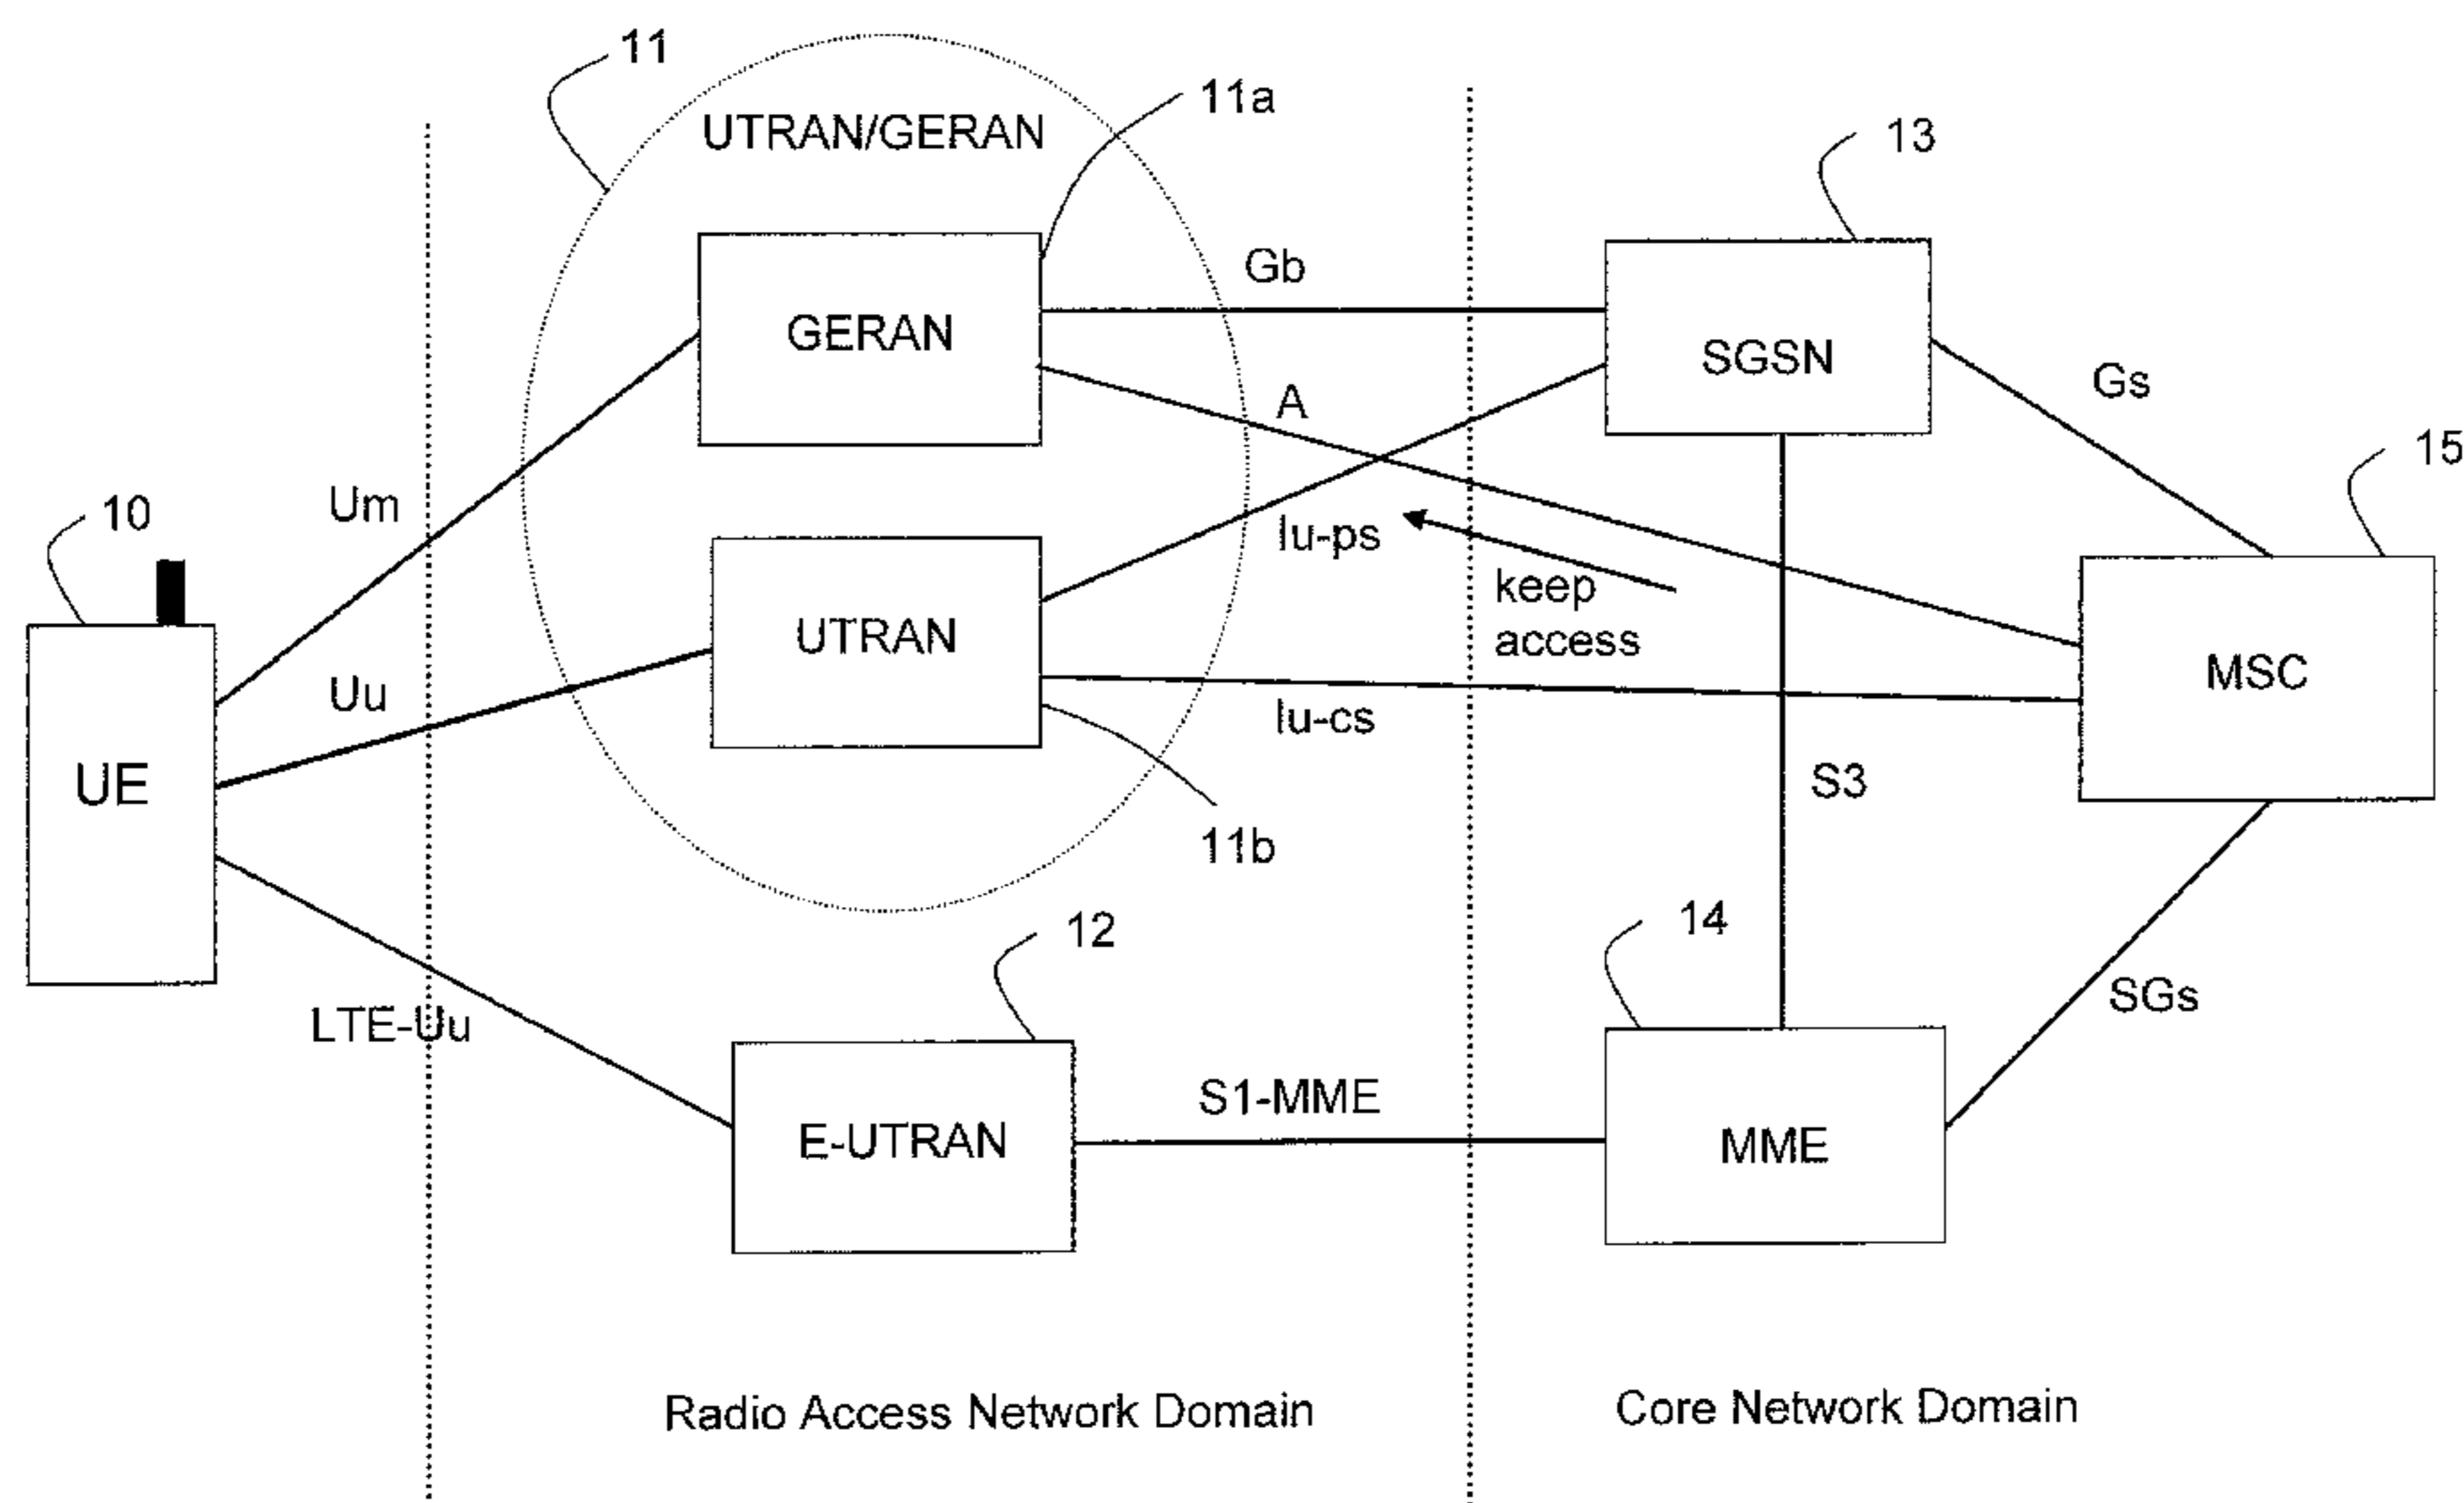 11
11a
UTRAN/GERAN
13
Gb
GERAN
SGSN
Gs
A
15
10
Um
Iu-ps
keep
access
UTRAN
MSC
Uu
Iu-cs
UE
S3
11b
12
14
SGs
LTE-Uu
S1-MME
E-UTRAN
MME
Radio Access Network Domain
Core Network Domain